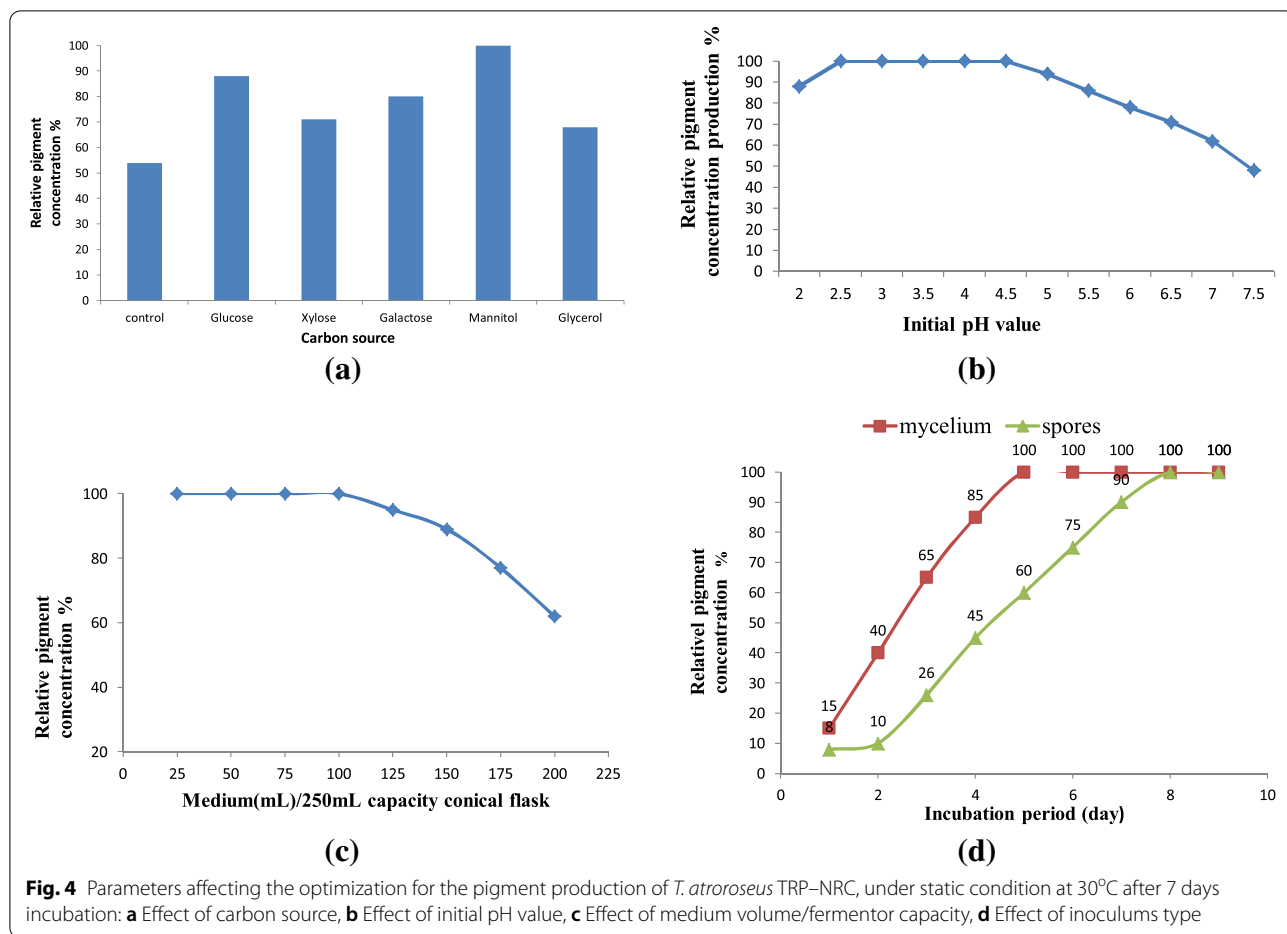 Relative pigment
concentration %
100
90
80
70
60
50
40
30
20
10
0
control Glucose Xylose Galactose Mannitol Glycerol
Carbon source
(a)
Relative pigment
concentration production %
100
90
80
70
60
50
40
30
20
10
0
2 2.5 3 3.5 4 4.5 5 5.5 6 6.5 7 7.5
Initial pH value
(b)
Relative pigment
concentration %
100
80
60
40
20
0 25 50 75 100 125 150 175 200 225
Medium(mL)/250mL capacity conical flask
(c)
mycelium spores
Relativel pigment
concentration %
100
90
80
70
60
50
40
30
20
10
0
15
40
65
85
100 100 100 100 100
8
10
26
45
60
75
90
100 100
0 2 4 6 8 10
Incubation period (day)
(d)
Fig. 4 Parameters affecting the optimization for the pigment production of T. atroroseus TRP–NRC, under static condition at 30°C after 7 days
incubation: a Effect of carbon source, b Effect of initial pH value, c Effect of medium volume/fermentor capacity, d Effect of inoculums type